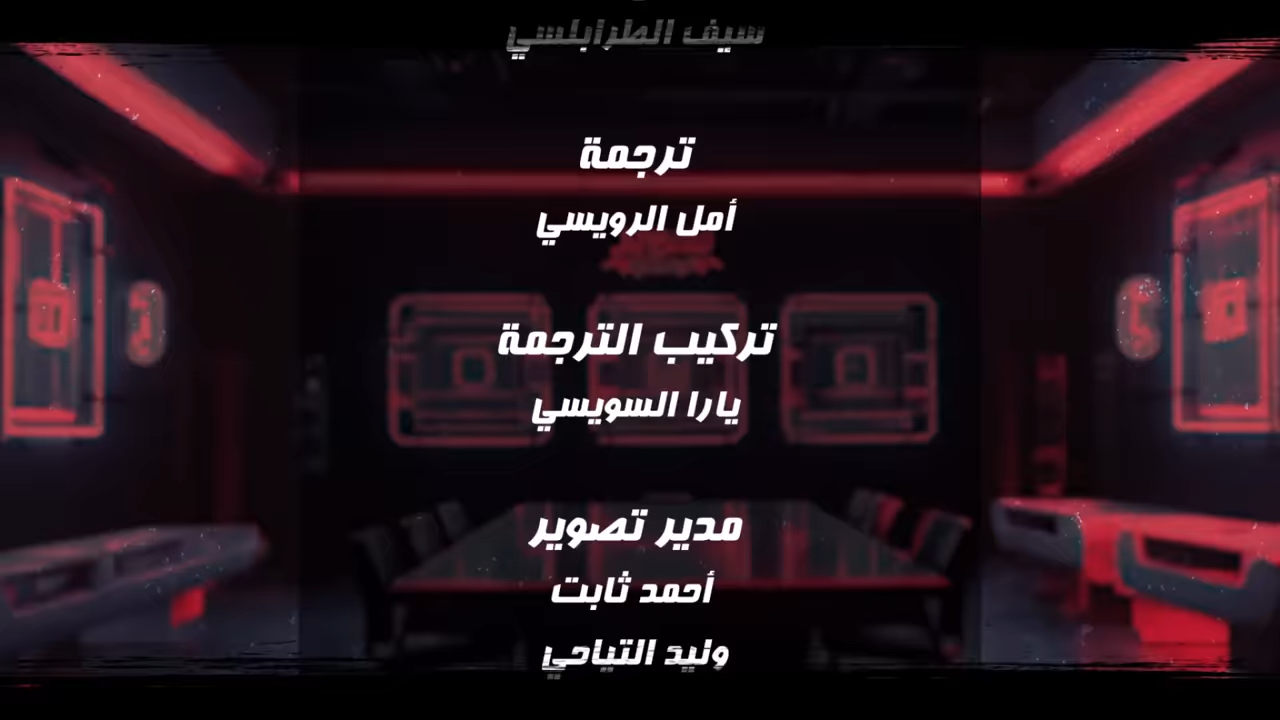 سيف الطرابلسي
ترجمة
أمل الرويسي
تركيب الترجمة
يارا السويسي
مدير تصوير
أحمد ثابت
وليد التياحي